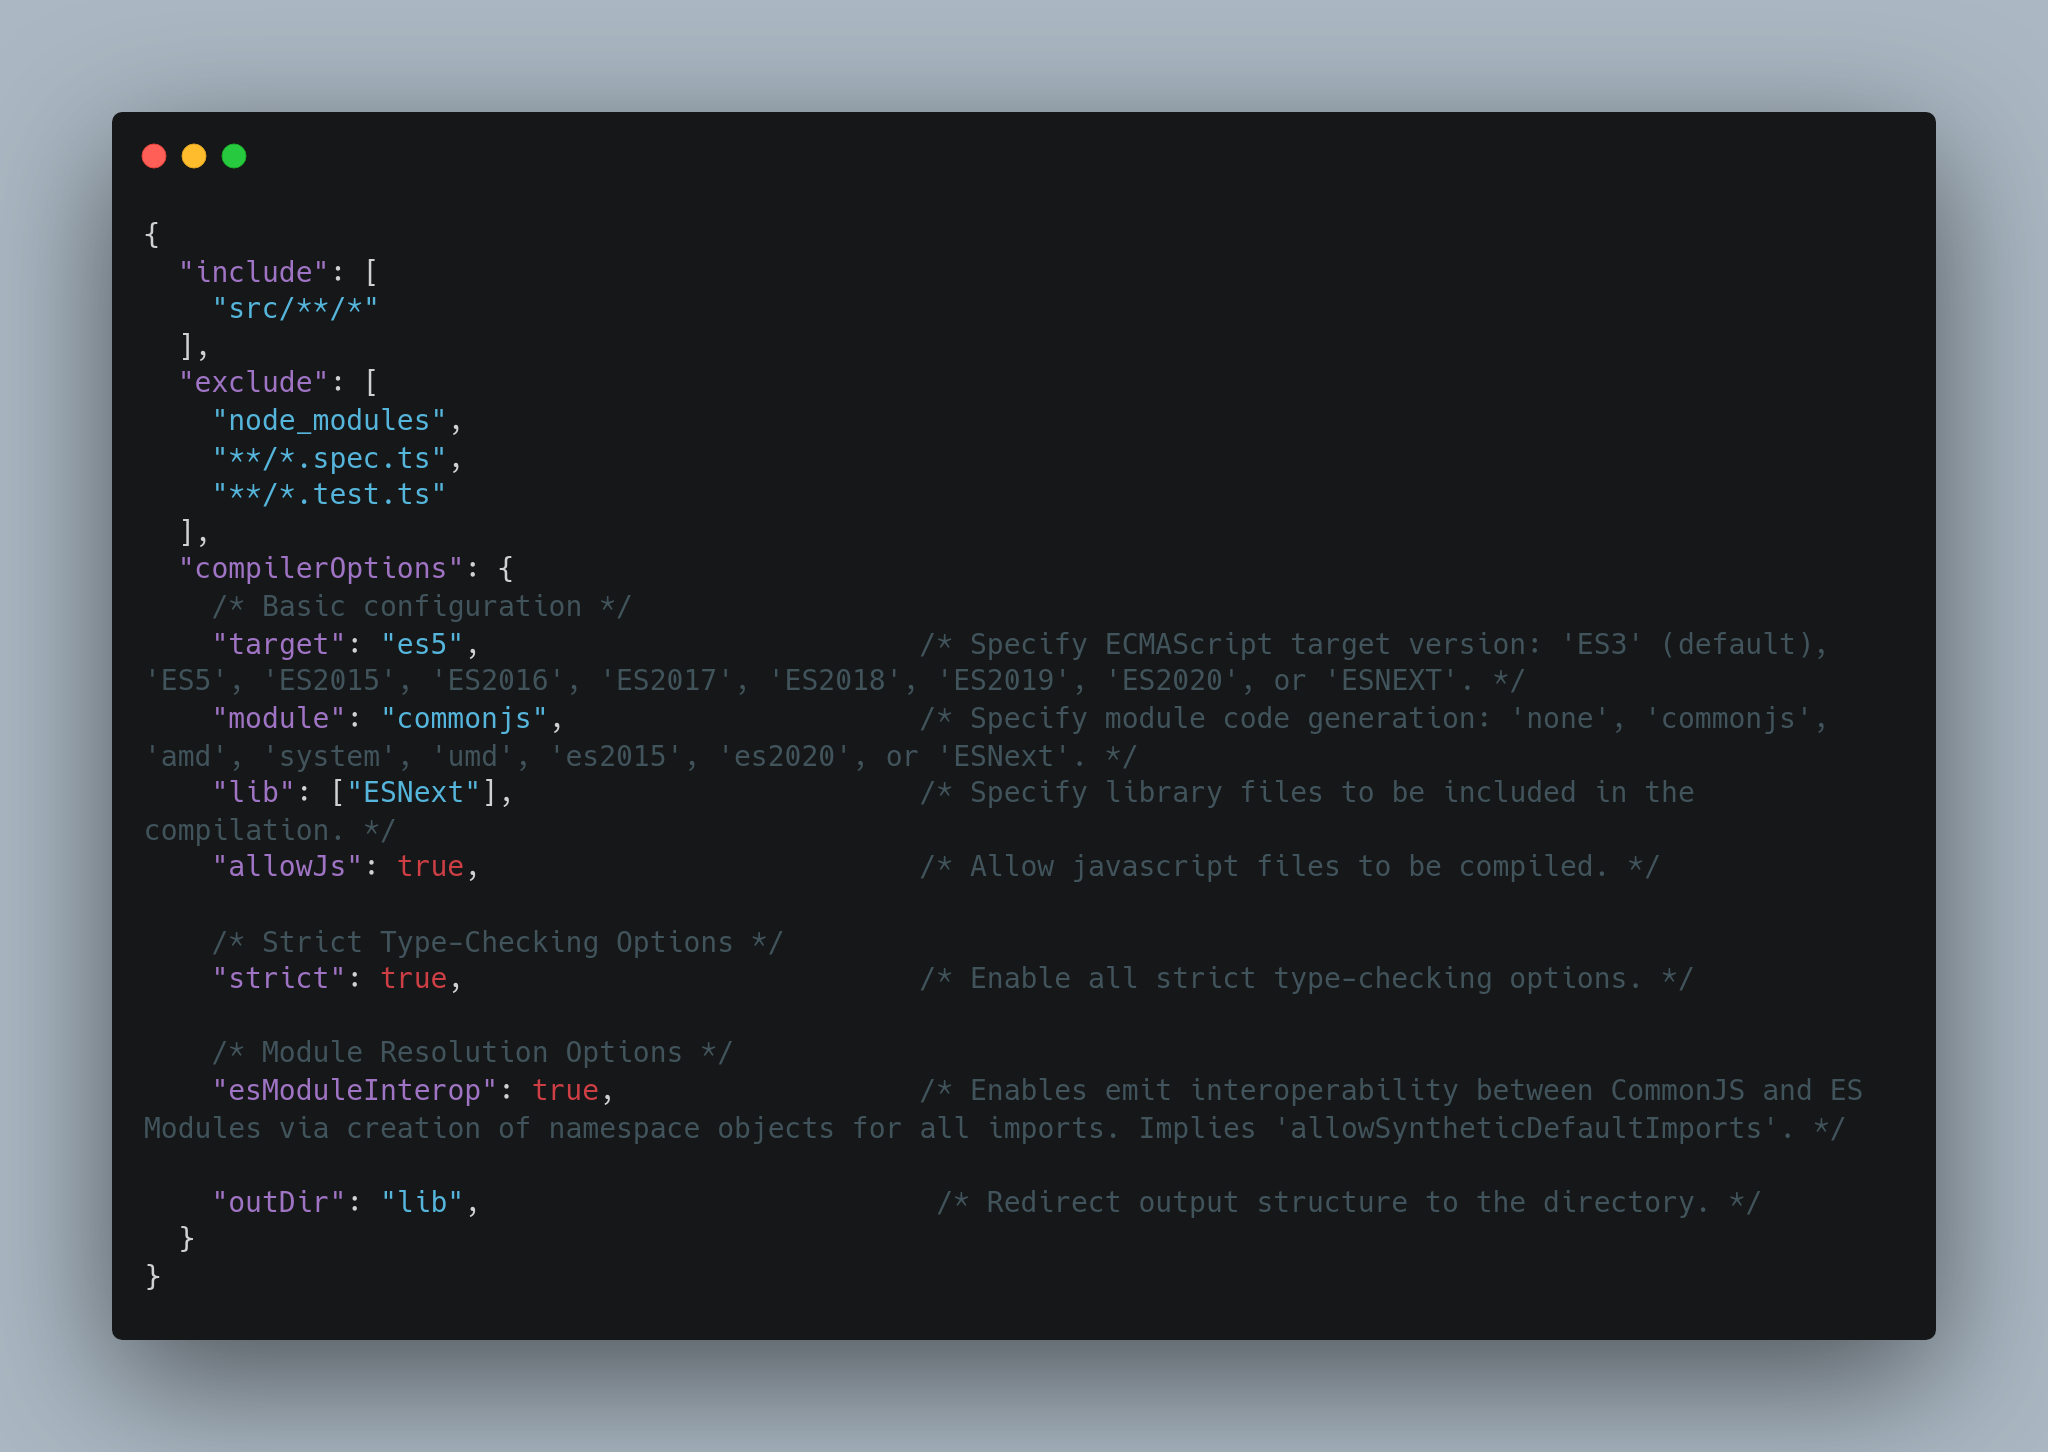 {
  "include": [
    "src/**/*"
  ],
  "exclude": [
    "node_modules",
    "**/*.spec.ts",
    "**/*.test.ts"
  ],
  "compilerOptions": {
    /* Basic configuration */
    "target": "es5",                          /* Specify ECMAScript target version: 'ES3' (default),
'ES5', 'ES2015', 'ES2016', 'ES2017', 'ES2018', 'ES2019', 'ES2020', or 'ESNEXT'. */
    "module": "commonjs",                     /* Specify module code generation: 'none', 'commonjs',
'amd', 'system', 'umd', 'es2015', 'es2020', or 'ESNext'. */
    "lib": ["ESNext"],                        /* Specify library files to be included in the
compilation. */
    "allowJs": true,                          /* Allow javascript files to be compiled. */

    /* Strict Type-Checking Options */
    "strict": true,                           /* Enable all strict type-checking options. */

    /* Module Resolution Options */
    "esModuleInterop": true,                  /* Enables emit interoperability between CommonJS and ES
Modules via creation of namespace objects for all imports. Implies 'allowSyntheticDefaultImports'. */

    "outDir": "lib",                           /* Redirect output structure to the directory. */
  }
}